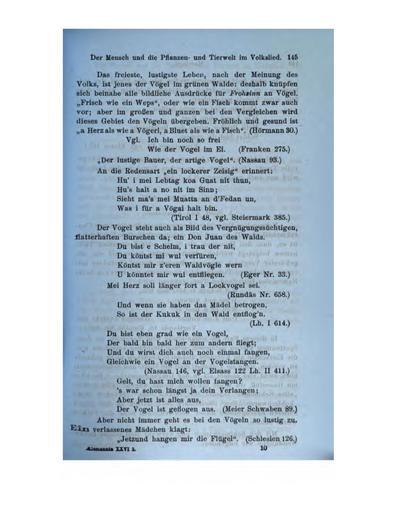 Der Mensch und die Pflanzen- und Tierwelt im Volkslied. 145
Das freieste, lustigste Leben, nach der Meinung des
Volks, ist jenes der Vögel im grünen Walde: deshalb knüpfen
sich beinahe alle bildliche Ausdrücke für Frohsinn an Vögel.
„Frisch wie ein Weps“, oder wie ein Fisch kommt zwar auch
vor; aber im großen und ganzen bei den Vergleichen wird
dieses Gebiet den Vögeln übergeben. Fröhlich und gesund ist
„a Herz als wie a Vögerl, a Bluet als wie a Fisch“. (Hörmann 30.)
Vgl. Ich bin noch so frei
Wie der Vogel im Ei. (Franken 275.)
„Der lustige Bauer, der artige Vogel“. (Nassau 93.)
An die Redensart „ein lockerer Zeisig“ erinnert:
Hu' i mei Lebtag koa Gust nit thun,
Hu's halt a no nit im Sinn;
Sieht ma's mei Muatta an d'Fedan un,
Was i für a Vögal halt bin.
(Tirol I 48, vgl. Steiermark 385.)
Der Vogel steht auch als Bild des Vergnügungssüchtigen,
flatterhaften Burschen da; ein Don Juan des Walds.
Du bist e Schelm, i trau der nit,
Du könntst mi wul verfüren,
Köntst mir z'eren Waldvögle wern
U könntet mir wul entfliegen. (Eger Nr. 33.)
Mei Herz soll länger fort a Lockvogel sei.
(Rundås Nr. 658.)
Und wenn sie haben das Mädel betrogen,
So ist der Kukuk in den Wald entflog'n.
(Lh. I 614.)
Du bist eben grad wie ein Vogel,
Der bald bin bald her zum andern fliegt;
Und du wirst dich auch noch einmal fangen,
Gleichwie ein Vogel an der Vogelstangen.
(Nassau 146, vgl. Elsass 122 Lh. II 411.)
Gelt, du hast mich wollen fangen?
's war schon längst ja dein Verlangen;
Aber jetzt ist alles aus,
Der Vogel ist geflogen aus. (Meier Schwaben 89.)
Aber nicht immer geht es bei den Vögeln so lustig zu.
Ein verlassenes Mädchen klagt:
„Jetzund hangen mir die Flügel“. (Schlesien 126.)
Alemannia XXVI 2. 10